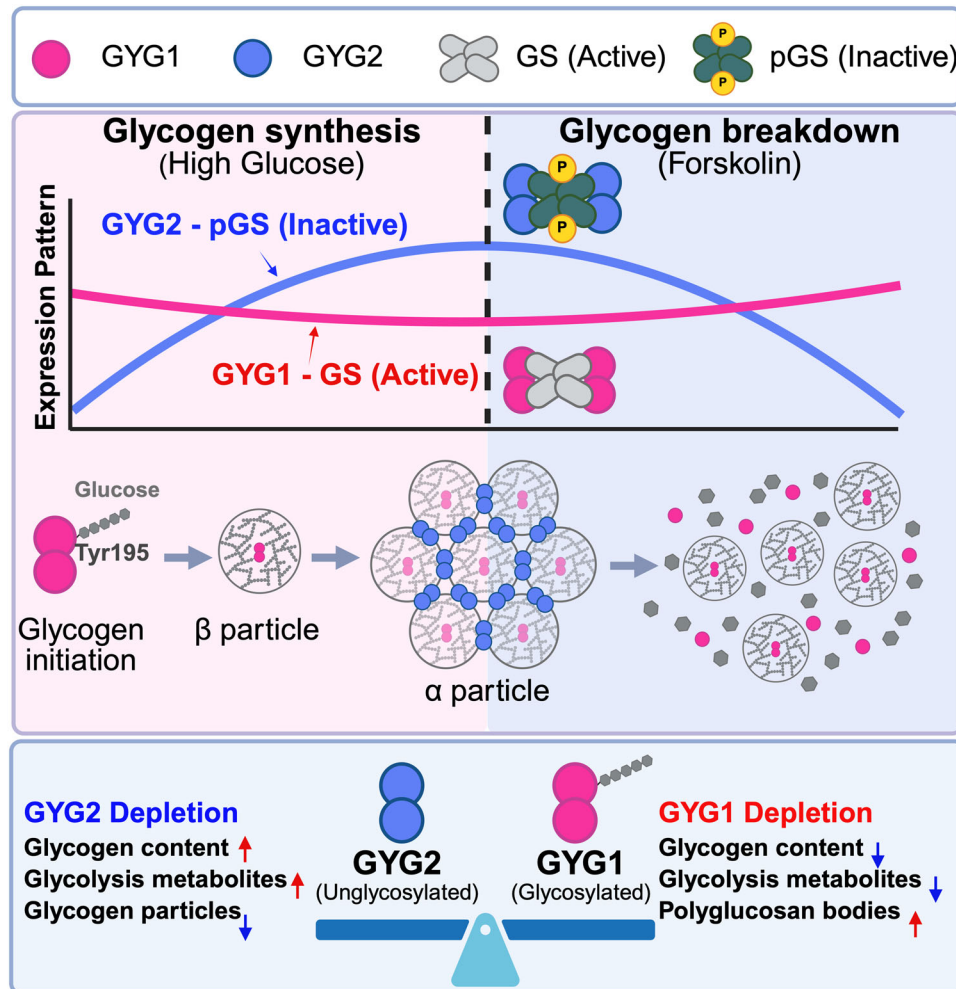 GYG1 GYG2 GS (Active) P P pGS (Inactive)
Glycogen synthesis
(High Glucose)
Glycogen breakdown
(Forskolin)
P
P
Expression Pattern
GYG2 - pGS (Inactive)
GYG1 - GS (Active)
Glucose
Tyr195
Glycogen
initiation
β particle
α particle
GYG2 Depletion
Glycogen content
Glycolysis metabolites
Glycogen particles
GYG2
(Unglycosylated)
GYG1
(Glycosylated)
GYG1 Depletion
Glycogen content
Glycolysis metabolites
Polyglucosan bodies